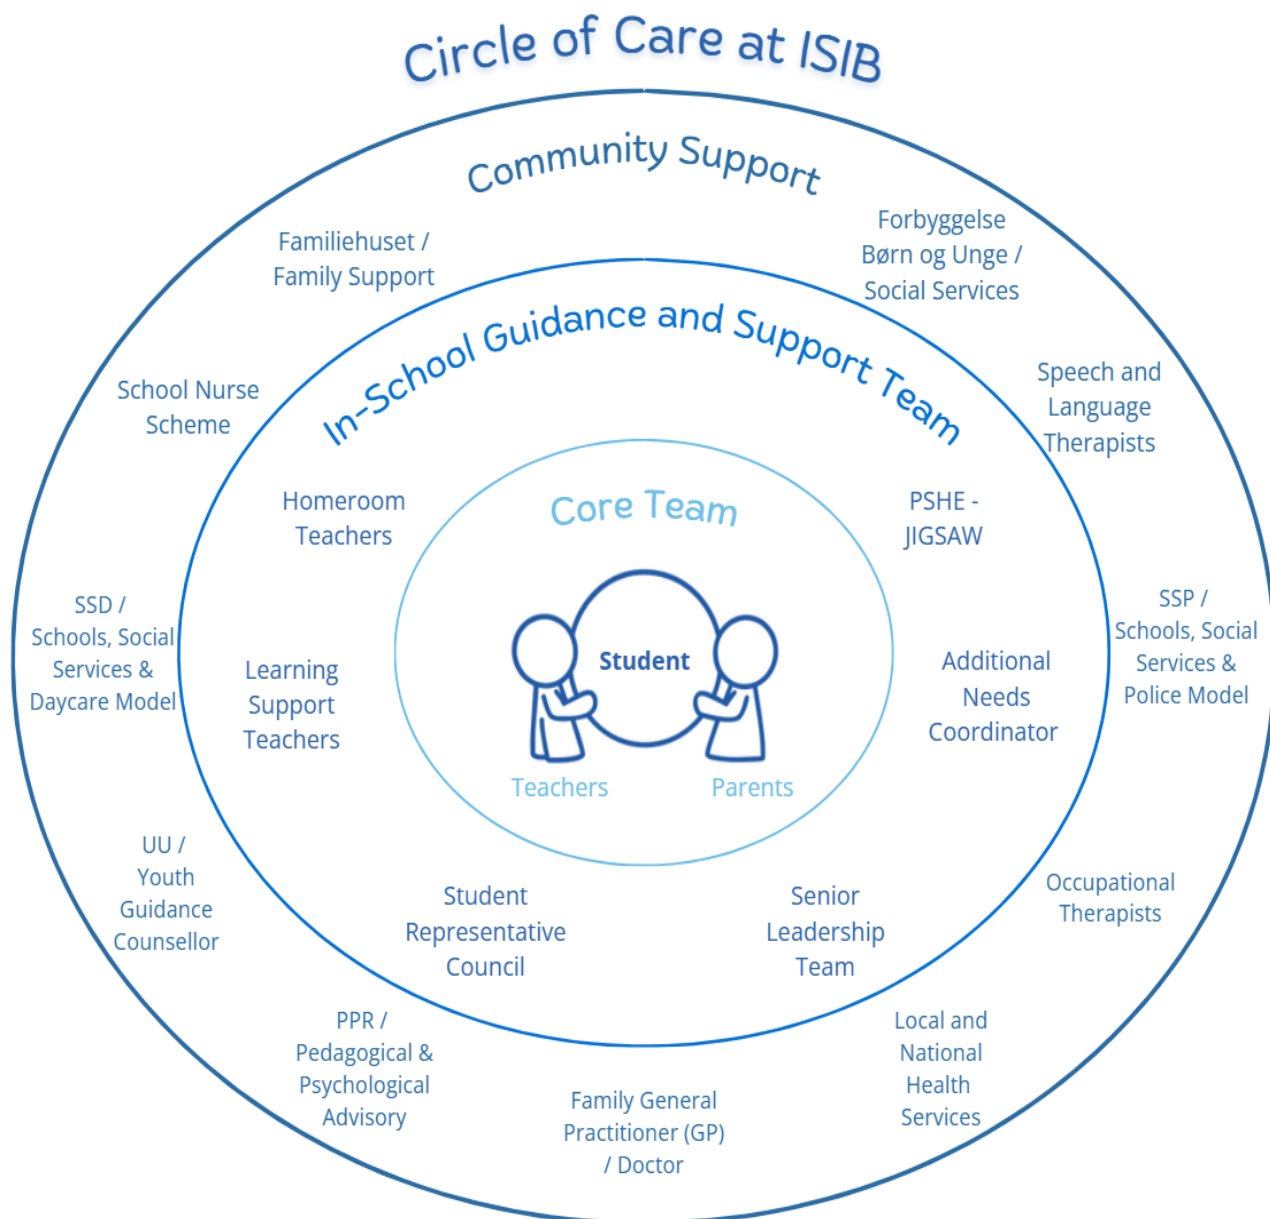 Circle of Care at ISIB
Community Support
Familiehuset /
Family Support
Forbyggelse
Børn og Unge /
Social Services
School Nurse
Scheme
Speech and
Language
Therapists
SSD /
Schools, Social
Services &
Daycare Model
SSP /
Schools, Social
Services &
Police Model
UU /
Youth
Guidance
Counsellor
Occupational
Therapists
PPR /
Pedagogical &
Psychological
Advisory
Family General
Practitioner (GP)
/ Doctor
Local and
National
Health
Services
In-School Guidance and Support Team
Homeroom
Teachers
PSHE -
JIGSAW
Learning
Support
Teachers
Additional
Needs
Coordinator
Student
Representative
Council
Senior
Leadership
Team
Core Team
Student
Teachers
Parents